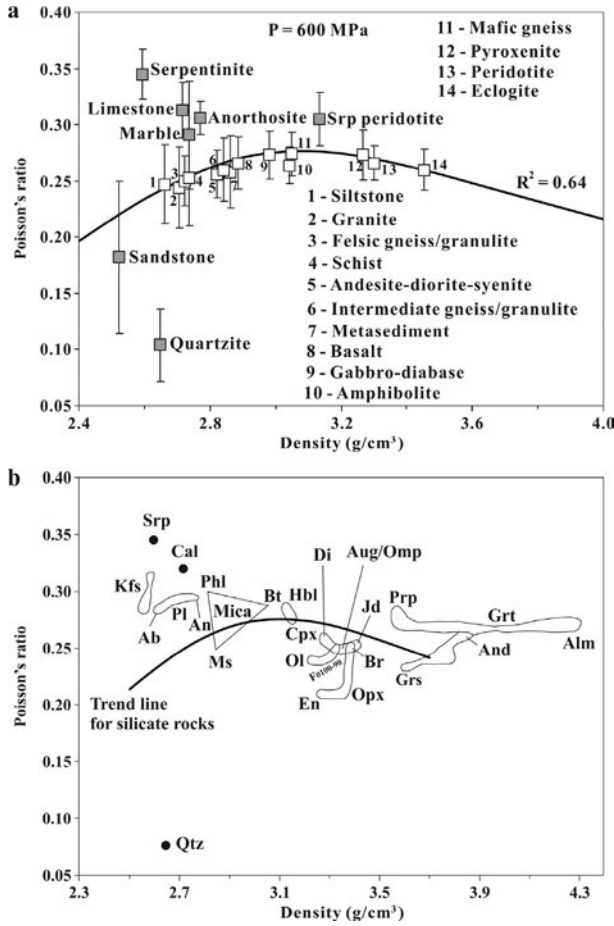 a
P = 600 MPa
0.40
0.35
0.30
0.25
0.20
0.15
0.10
0.05
Poisson's ratio
11 - Mafic gneiss
12 - Pyroxenite
13 - Peridotite
14 - Eclogite
Serpentinite
Limestone
Anorthosite
Srp peridotite
Marble
1
2
3
4
5
6
7
8
9
10
11
12
13
14
R² = 0.64
Sandstone
Quartzite
1 - Siltstone
2 - Granite
3 - Felsic gneiss/granulite
4 - Schist
5 - Andesite-diorite-syenite
6 - Intermediate gneiss/granulite
7 - Metasediment
8 - Basalt
9 - Gabbro-diabase
10 - Amphibolite
2.4 2.8 3.2 3.6 4.0
Density (g/cm³)
b
0.40
0.35
0.30
0.25
0.20
0.15
0.10
0.05
Poisson's ratio
Srp
Cal
Di
Aug/Omp
Kfs
Phl
Bt
Hbl
Jd
Prp
Grt
Pl
Mica
Ab
An
Cpx
And
Alm
Ms
Ol
Br
Grs
Fo100-90
En
Opx
Trend line
for silicate rocks
Qtz
2.3 2.7 3.1 3.5 3.9 4.3
Density (g/cm³)